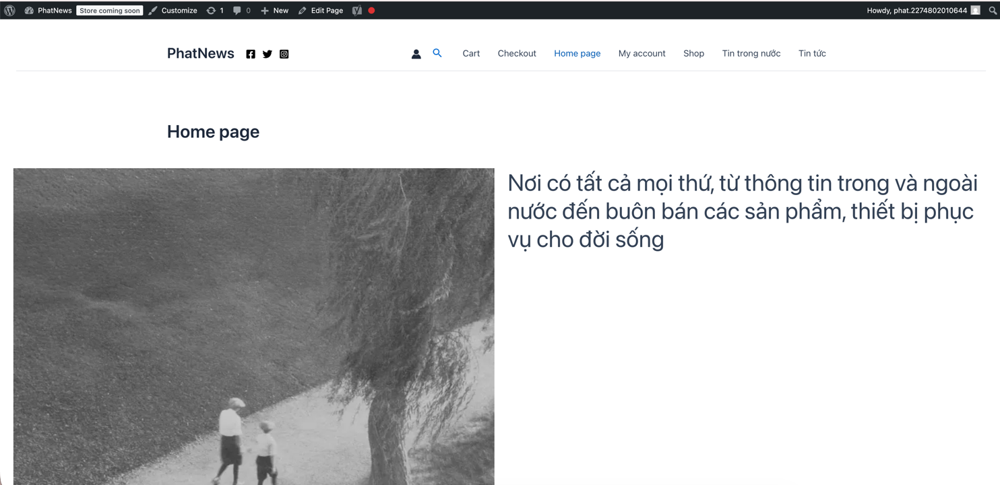 PhatNews Store coming soon Customize 1 0 New Edit Page Howdy, phat.2274802010644
PhatNews Cart Checkout Home page My account Shop Tin trong nước Tin tức
Home page
Nơi có tất cả mọi thứ, từ thông tin trong và ngoài
nước đến buôn bán các sản phẩm, thiết bị phục
vụ cho đời sống